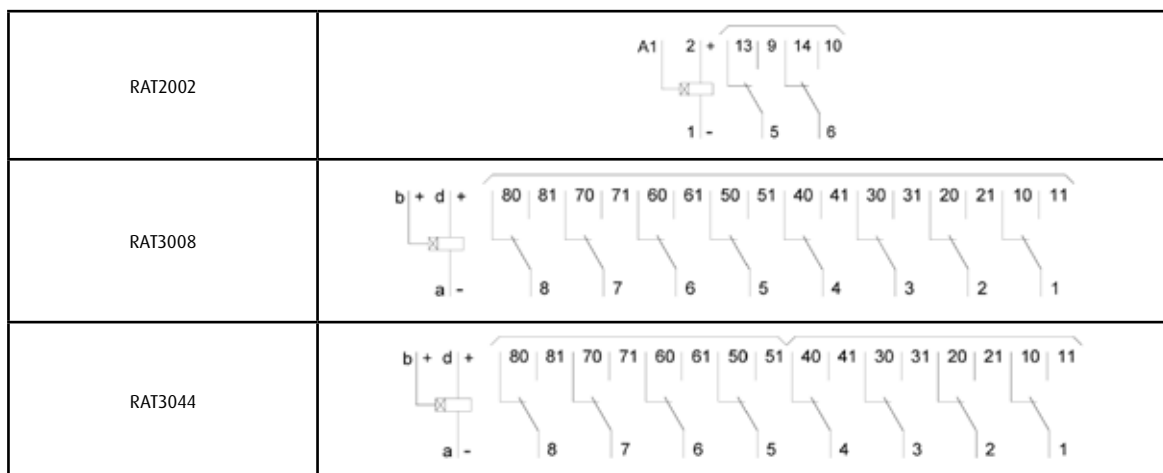 RAT2002
A1 2 + 13 9 14 10
1 - 5 6
RAT3008
b + d + 80 81 70 71 60 61 50 51 40 41 30 31 20 21 10 11
a - 8 7 6 5 4 3 2 1
RAT3044
b + d + 80 81 70 71 60 61 50 51 40 41 30 31 20 21 10 11
a - 8 7 6 5 4 3 2 1